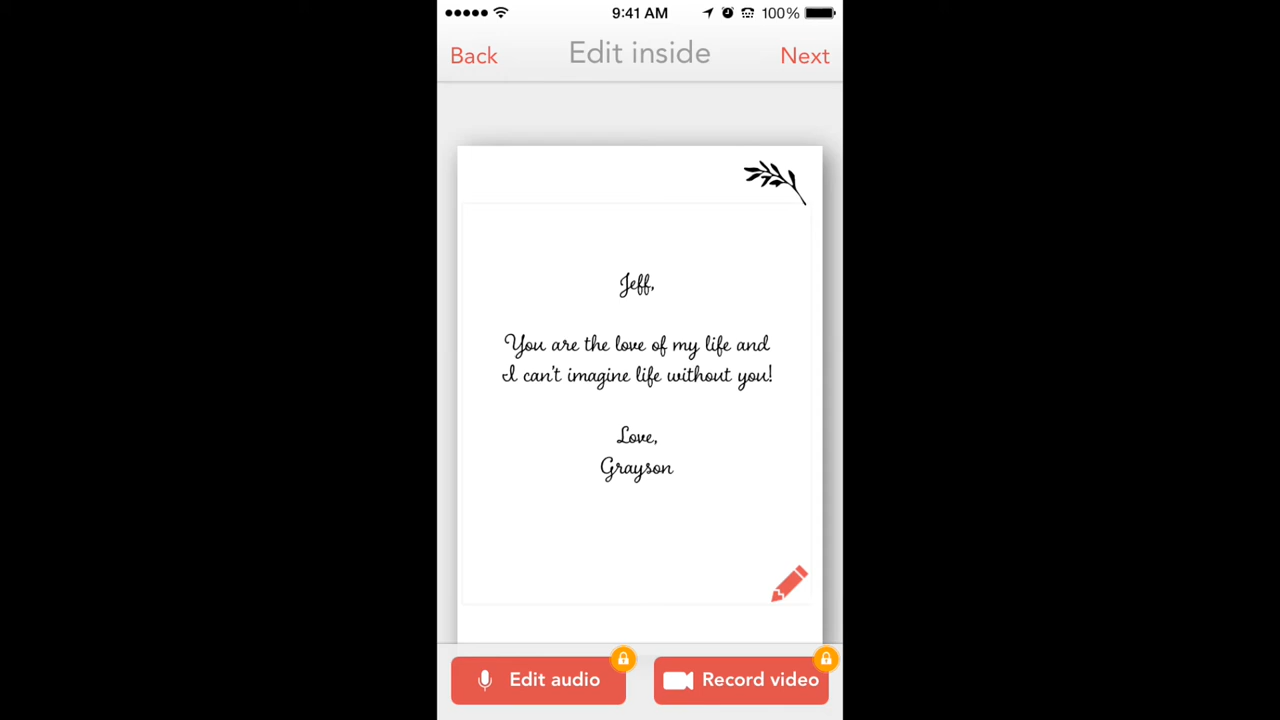 9:41 AM 100%
Back Edit inside Next
Jeff,
You are the love of my life and
I can't imagine life without you!
Love,
Grayson
Edit audio Record video